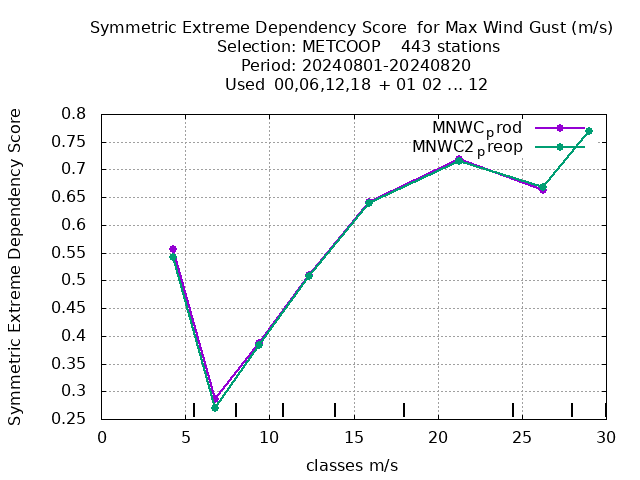 Symmetric Extreme Dependency Score for Max Wind Gust (m/s)
Selection: METCOOP 443 stations
Period: 20240801-20240820
Used 00,06,12,18 + 01 02 ... 12
Symmetric Extreme Dependency Score
0.8
0.75
0.7
0.65
0.6
0.55
0.5
0.45
0.4
0.35
0.3
0.25
MNWCprod
MNWC2preop
0 5 10 15 20 25 30
classes m/s